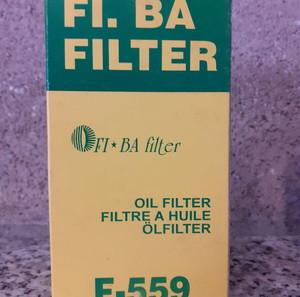 FI. BA
FILTER
FI★BA filter
OIL FILTER
FILTRE A HUILE
ÖLFILTER
F-559